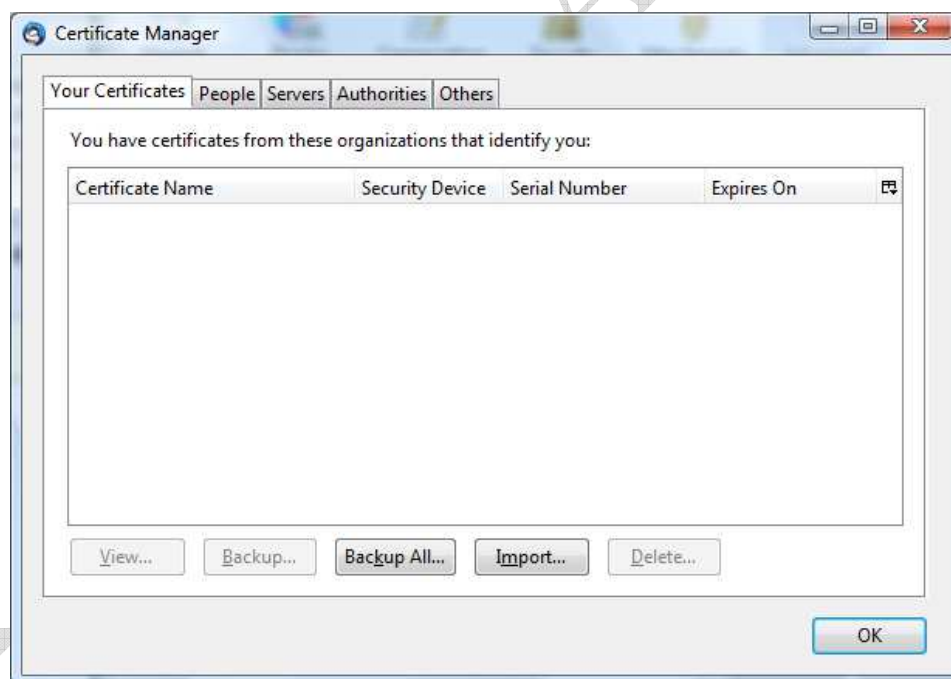 Certificate Manager
Your Certificates People Servers Authorities Others
You have certificates from these organizations that identify you:
Certificate Name Security Device Serial Number Expires On
View... Backup... Backup All... Import... Delete...
OK